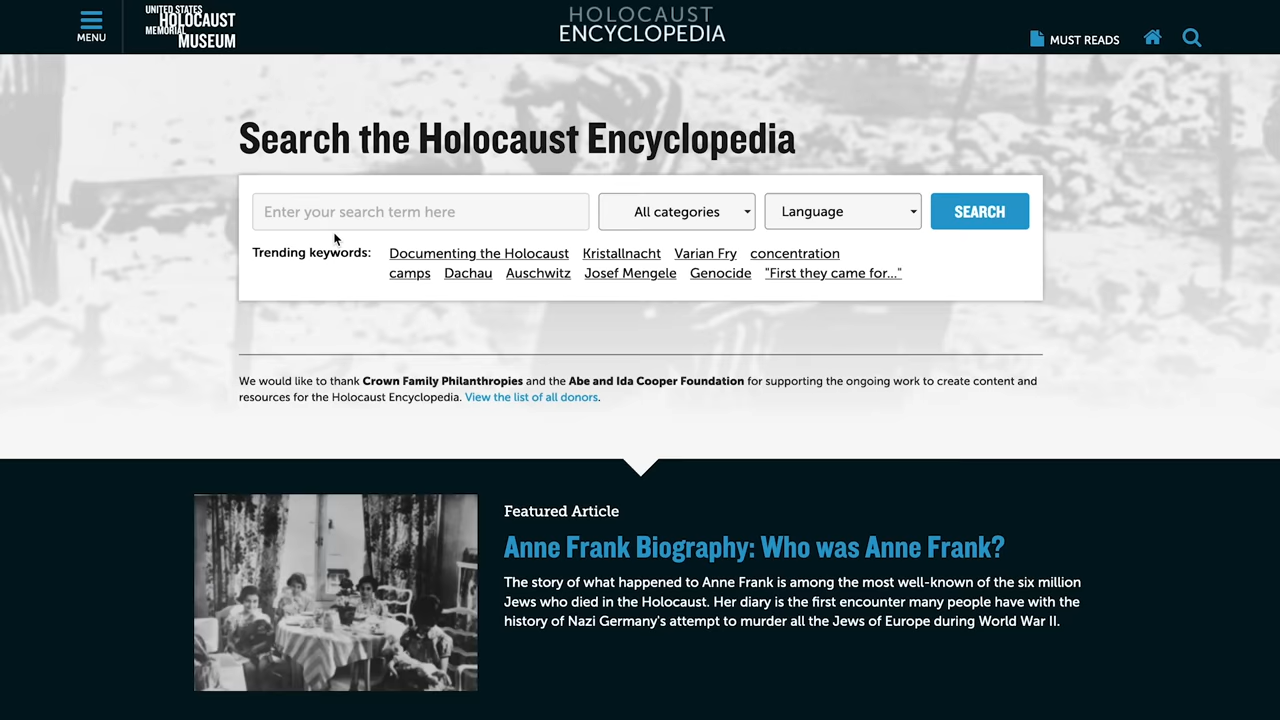 MENU
UNITED STATES
HOLOCAUST
MEMORIAL
MUSEUM
HOLOCAUST
ENCYCLOPEDIA
MUST READS
Search the Holocaust Encyclopedia
Enter your search term here
All categories
Language
SEARCH
Trending keywords: Documenting the Holocaust Kristallnacht Varian Fry concentration
camps Dachau Auschwitz Josef Mengele Genocide "First they came for..."
We would like to thank Crown Family Philanthropies and the Abe and Ida Cooper Foundation for supporting the ongoing work to create content and
resources for the Holocaust Encyclopedia. View the list of all donors.
Featured Article
Anne Frank Biography: Who was Anne Frank?
The story of what happened to Anne Frank is among the most well-known of the six million
Jews who died in the Holocaust. Her diary is the first encounter many people have with the
history of Nazi Germany's attempt to murder all the Jews of Europe during World War II.